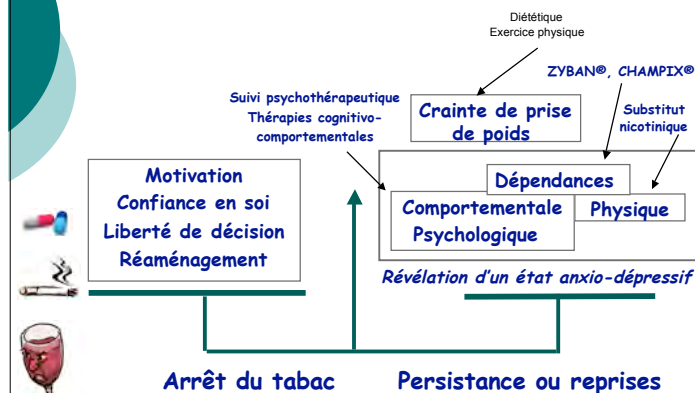 Diététique
Exercice physique
ZYBAN®, CHAMPIX®
Suivi psychothérapeutique
Thérapies cognitivo-
comportementales
Crainte de prise
de poids
Substitut
nicotinique
Motivation
Confiance en soi
Liberté de décision
Réaménagement
Dépendances
Comportementale
Psychologique
Physique
Révélation d'un état anxio-dépressif
Arrêt du tabac
Persistance ou reprises